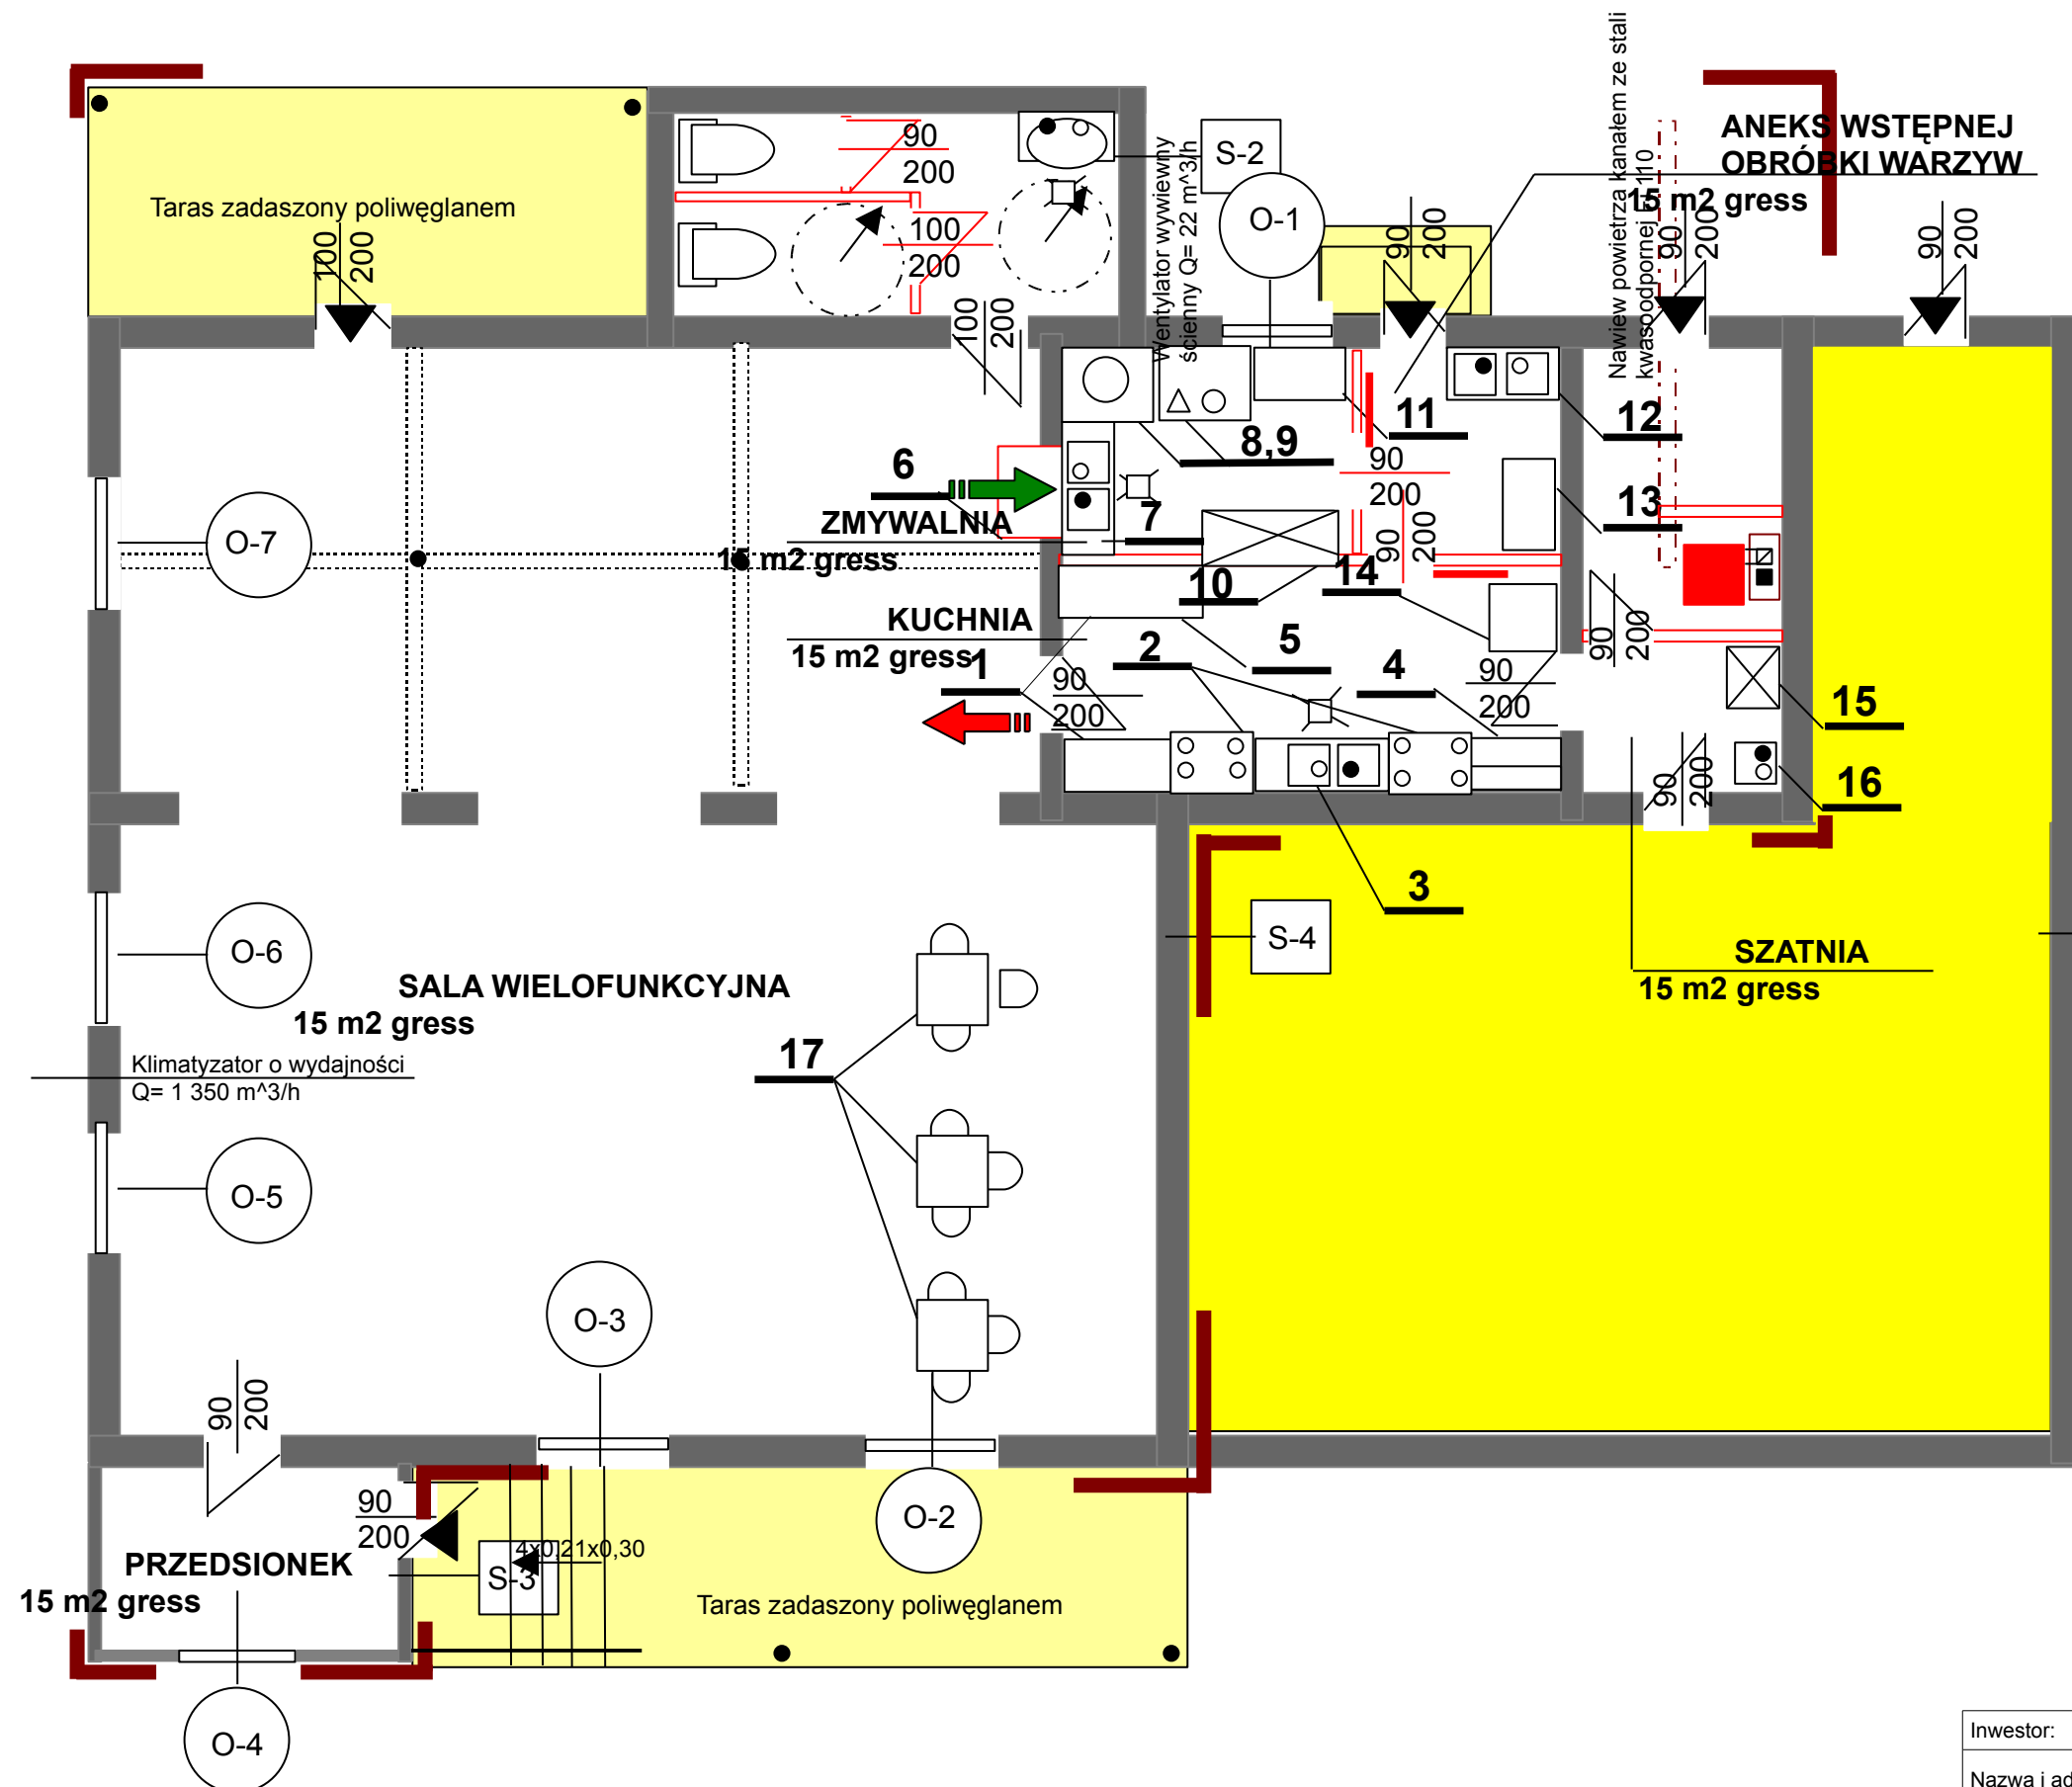 Taras zadaszony poliwęglanem
100
200
90
200
100
200
100
200
Wentylator wywiewny
ścienny Q= 22 m^3/h
S-2
O-1
90
200
Nawiew powietrza kanałem ze stali
kwasoodpornej Fi 110
ANEKS WSTĘPNEJ
OBRÓBKI WARZYW
15 m2 gress
90
200
90
200
6
8,9
11
12
90
200
13
ZMYWALNIA
15 m2 gress
7
90
200
O-7
10
14
KUCHNIA
15 m2 gress
1
2
5
4
90
200
90
200
90
200
15
16
90
200
3
S-4
SZATNIA
15 m2 gress
O-6
SALA WIELOFUNKCYJNA
15 m2 gress
Klimatyzator o wydajności
Q= 1 350 m^3/h
17
O-5
O-3
90
200
O-2
90
200
4x0,21x0,30
S-3
PRZEDSIONEK
15 m2 gress
Taras zadaszony poliwęglanem
O-4
Inwestor:
Nazwa i ad